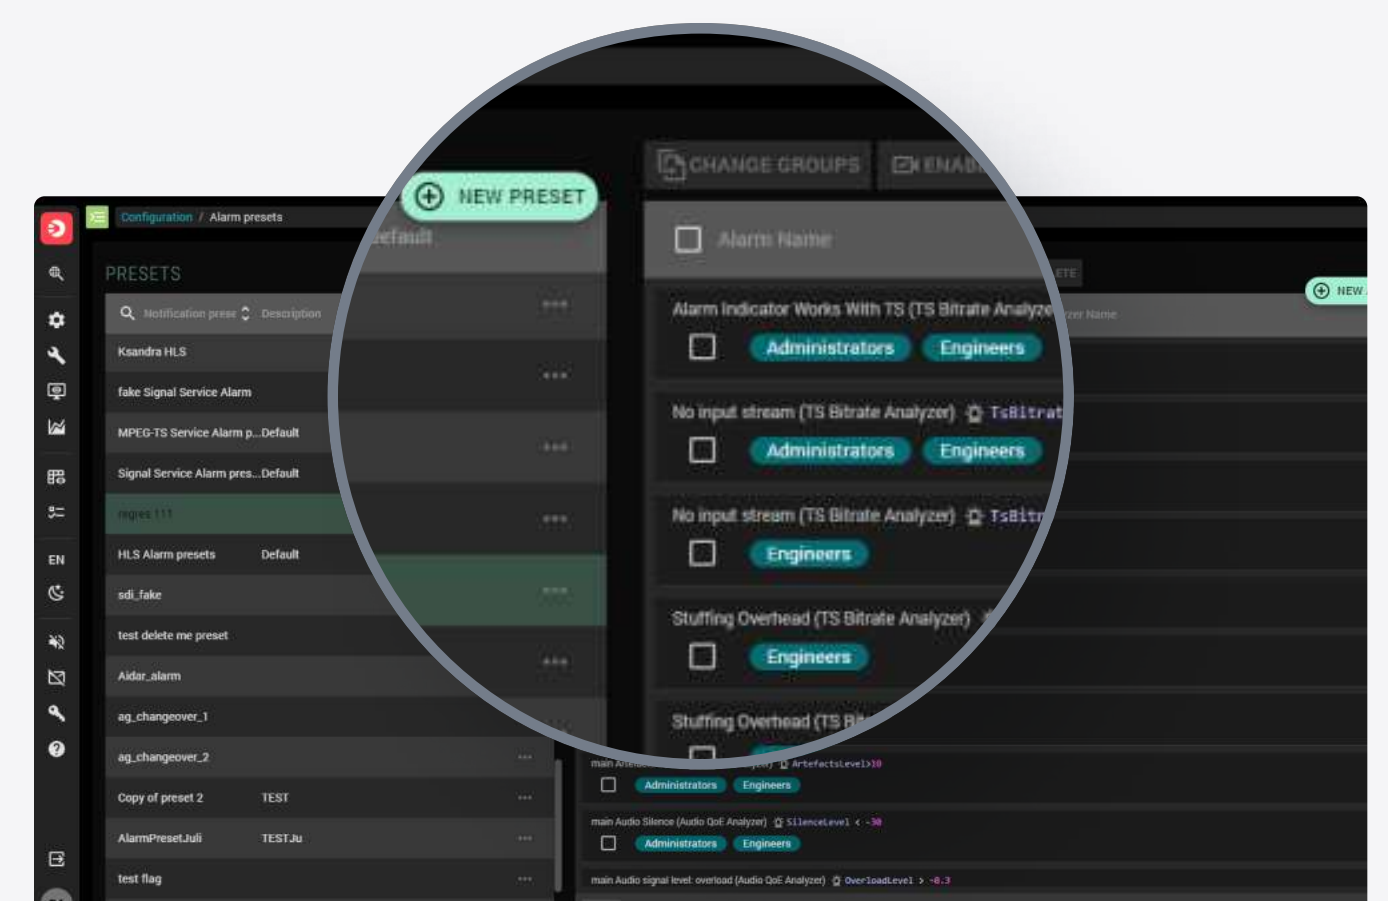 CHANGE GROUPS
NEW PRESET
Alarm Name
Configuration / Alarm presets
PRESETS
Description
NEW
Ksandra HLS
fake Signal Service Alarm
MPEG-TS Service Alarm p...Default
Signal Service Alarm pres...Default
regres 111
HLS Alarm presets Default
EN
sdi_fake
test delete me preset
Aidar_alarm
ag_changeover_1
ag_changeover_2
Copy of preset 2 TEST
AlarmPresetJuli TESTJu
test flag
Alarm Indicator Works With TS (TS Bitrate Analyze
Administrators Engineers
No input stream (TS Bitrate Analyzer) TsBitrat
Administrators Engineers
No input stream (TS Bitrate Analyzer) TsBitr
Engineers
Stuffing Overhead (TS Bitrate Analyzer)
Engineers
Stuffing Overhead (TS
main ArtefactsLevel>10
Administrators Engineers
main Audio Silence (Audio QoE Analyzer) SilenceLevel < -30
Administrators Engineers
main Audio signal level: overload (Audio QoE Analyzer) OverloadLevel > -0.3